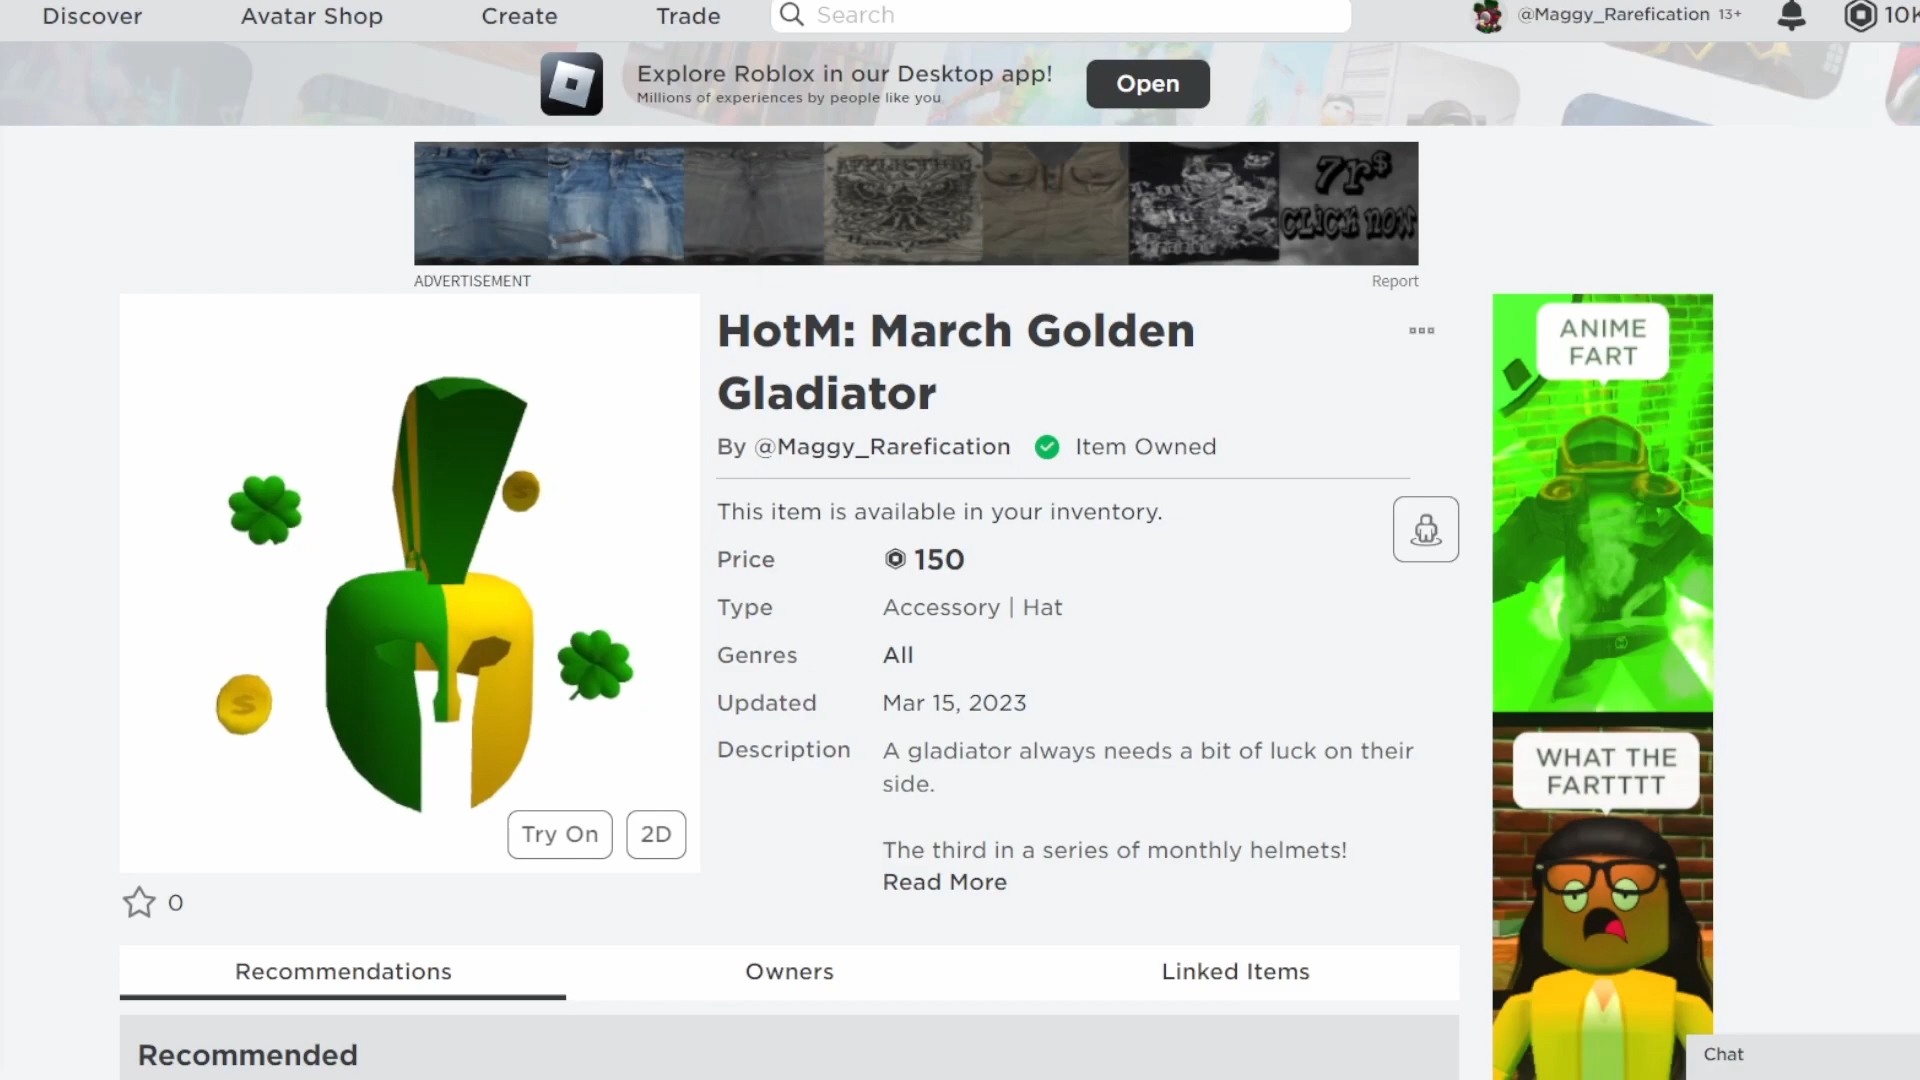 Discover
Avatar Shop
Create
Trade
Search
@Maggy_Rarefication 13+
10K
Explore Roblox in our Desktop app!
Millions of experiences by people like you
Open
7r$
CLICK NOW
ADVERTISEMENT
Report
HotM: March Golden
Gladiator
By @Maggy_Rarefication
Item Owned
This item is available in your inventory.
Price 150
Type Accessory | Hat
Genres All
Updated Mar 15, 2023
Description A gladiator always needs a bit of luck on their
side.
The third in a series of monthly helmets!
Read More
Try On
2D
0
ANIME
FART
WHAT THE
FARTTTT
Recommendations
Owners
Linked Items
Recommended
Chat